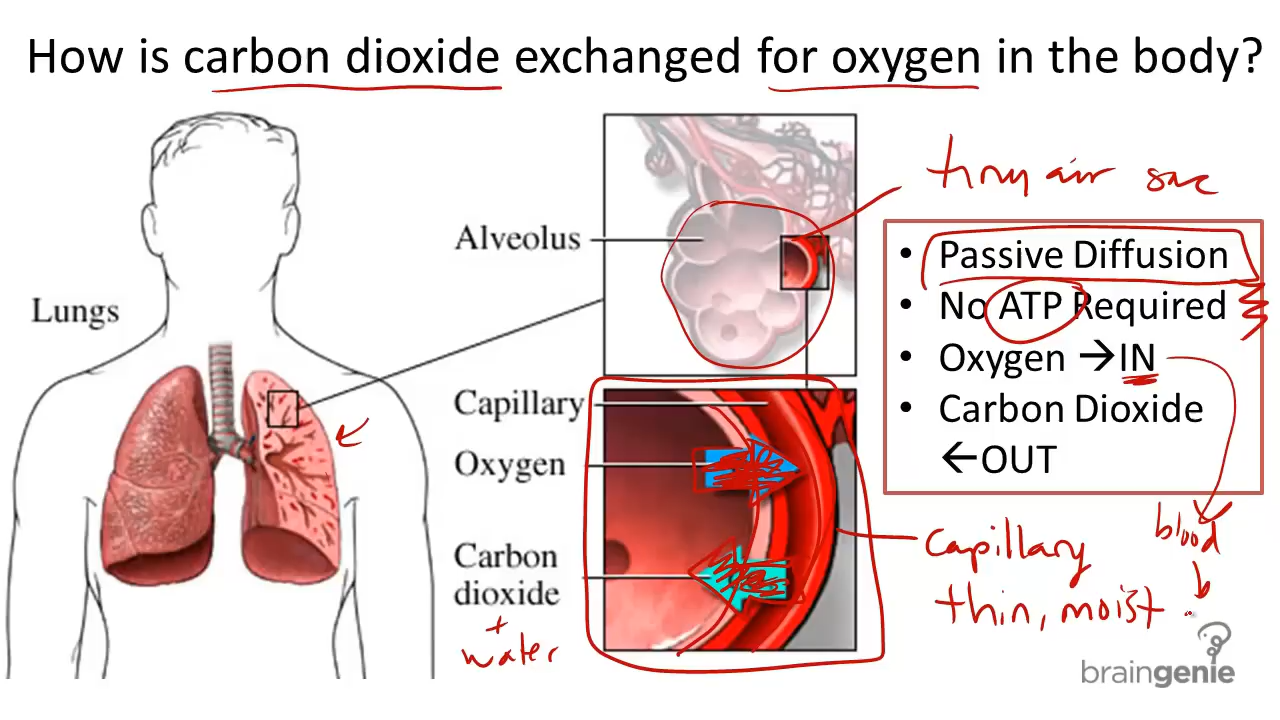 How is carbon dioxide exchanged for oxygen in the body?
tiny air sac
Alveolus
Lungs
• Passive Diffusion
• No ATP Required
• Oxygen →IN
• Carbon Dioxide
←OUT
Capillary
Oxygen
Carbon
dioxide
+
water
blood
b
Capillary
thin, moist
braingenie